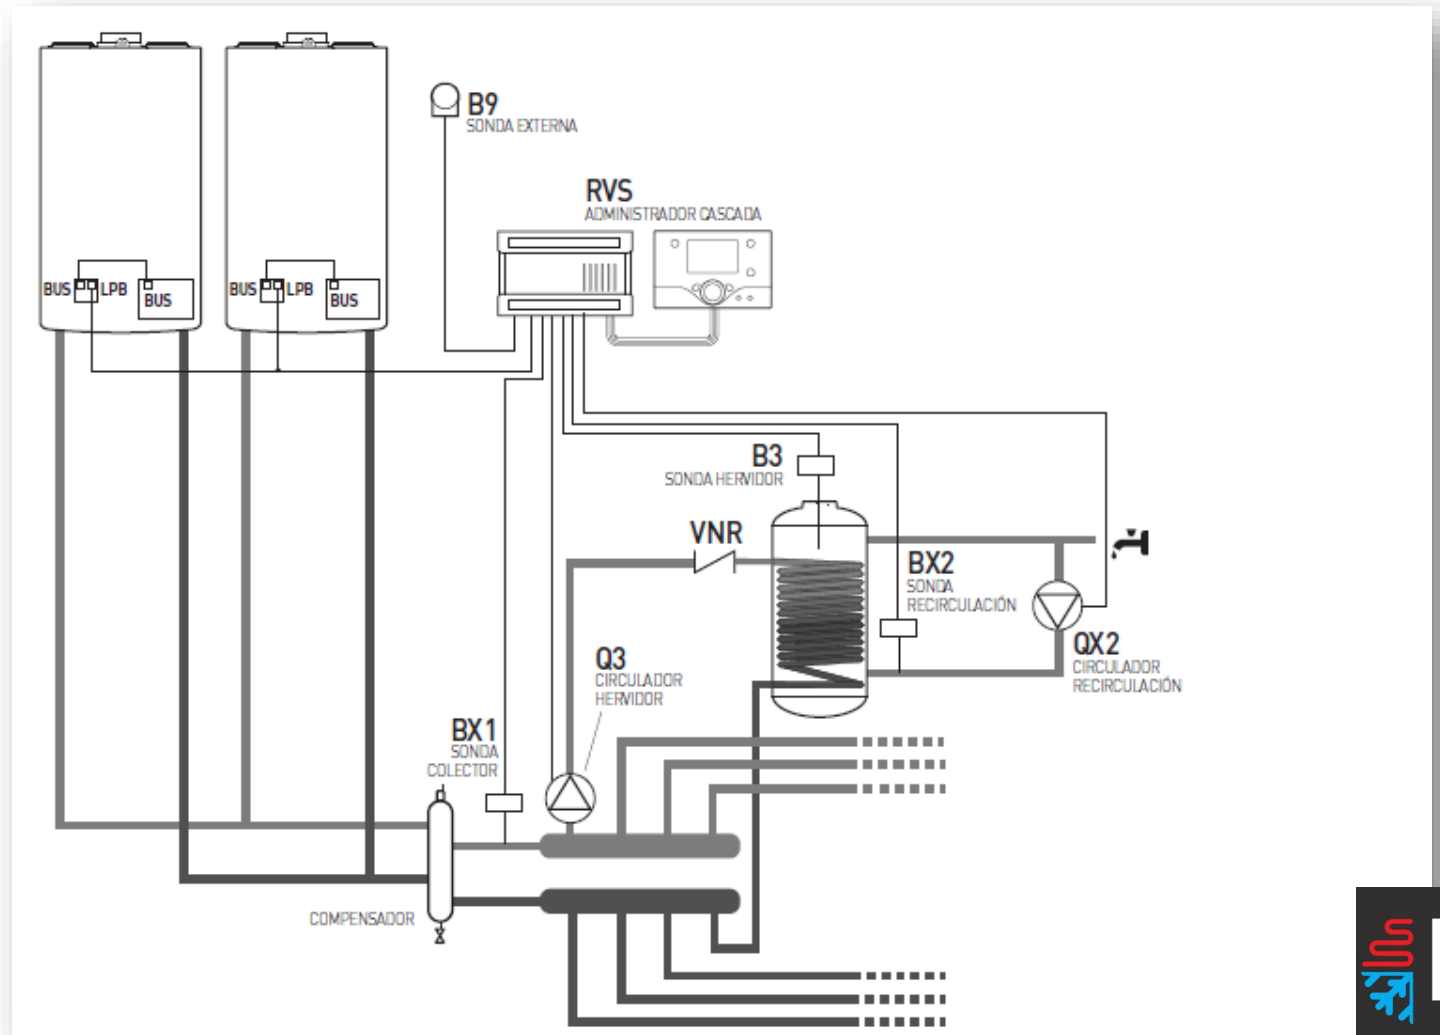 B9
SONDA EXTERNA
RVS
ADMINISTRADOR CASCADA
BUS
LPB
BUS
BUS
LPB
BUS
B3
SONDA HERVIDOR
VNR
BX2
SONDA
RECIRCULACIÓN
Q3
CIRCULADOR
HERVIDOR
QX2
CIRCULADOR
RECIRCULACIÓN
BX1
SONDA
COLECTOR
COMPENSADOR